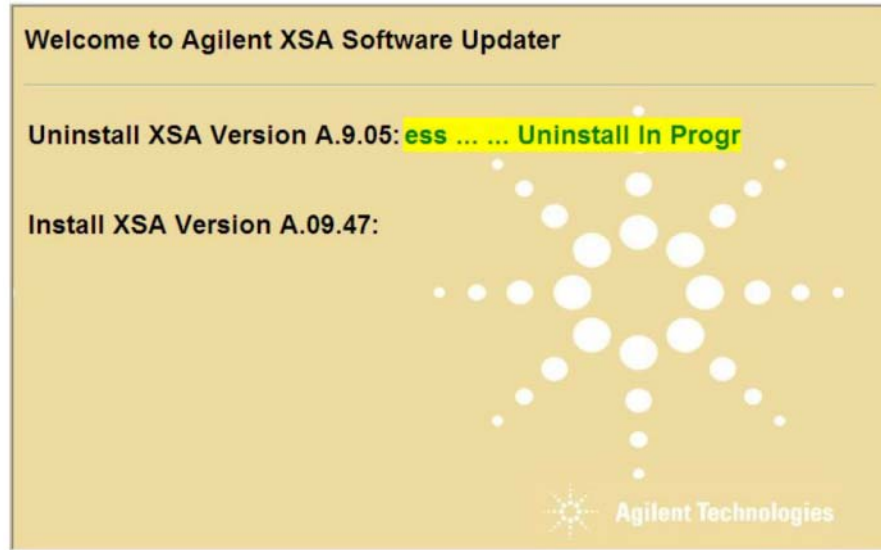 Welcome to Agilent XSA Software Updater
Uninstall XSA Version A.9.05: ess ... ... Uninstall In Progr
Install XSA Version A.09.47:
Agilent Technologies